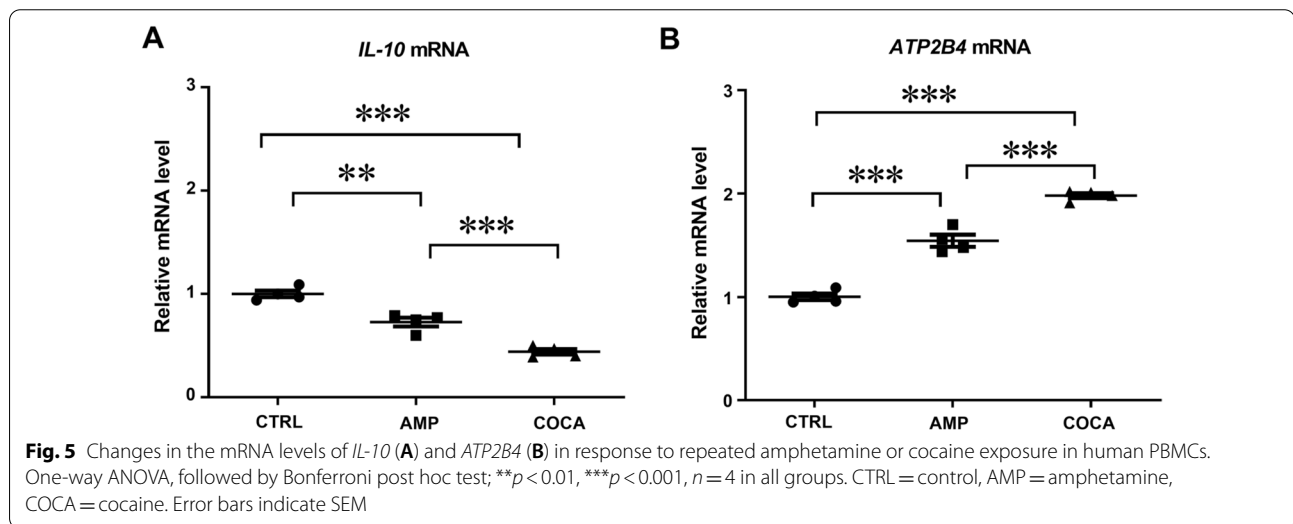 A
IL-10 mRNA
Relative mRNA level
3
2
1
0
***
**
***
CTRL
AMP
COCA
B
ATP2B4 mRNA
Relative mRNA level
3
2
1
0
***
***
***
CTRL
AMP
COCA
Fig. 5 Changes in the mRNA levels of IL-10 (A) and ATP2B4 (B) in response to repeated amphetamine or cocaine exposure in human PBMCs.
One-way ANOVA, followed by Bonferroni post hoc test; **p < 0.01, ***p < 0.001, n = 4 in all groups. CTRL = control, AMP = amphetamine,
COCA = cocaine. Error bars indicate SEM